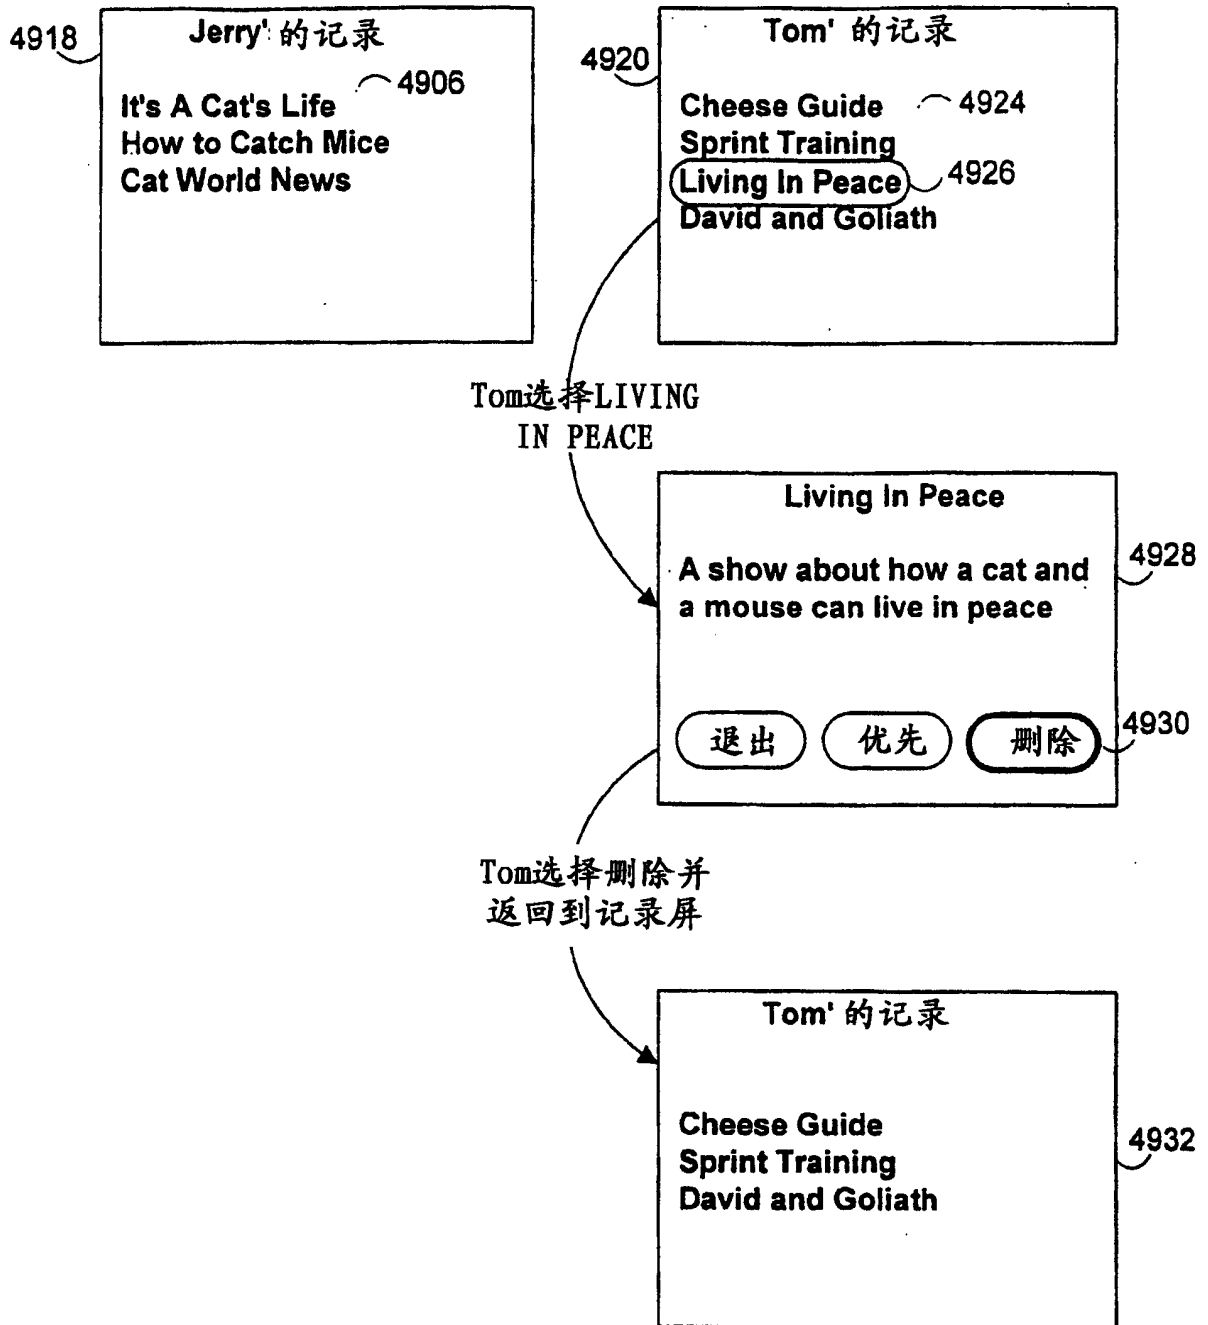 4918
Jerry' 的记录
4906
It's A Cat's Life
How to Catch Mice
Cat World News
4920
Tom' 的记录
Cheese Guide
4924
Sprint Training
Living In Peace
4926
David and Goliath
Tom选择LIVING
IN PEACE
Living In Peace
A show about how a cat and
a mouse can live in peace
4928
退出
优先
删除
4930
Tom选择删除并
返回到记录屏
Tom' 的记录
Cheese Guide
Sprint Training
David and Goliath
4932